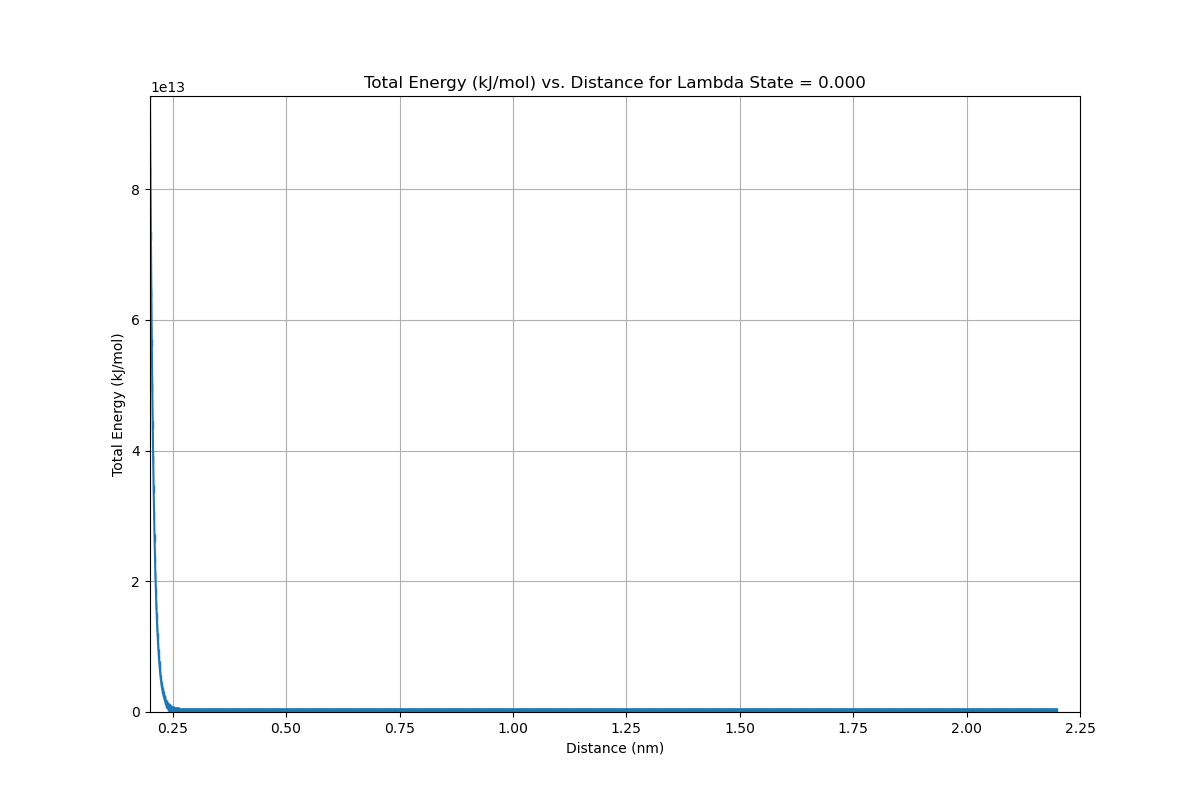 Total Energy (kJ/mol) vs. Distance for Lambda State = 0.000
1e13
8
6
4
2
0
Total Energy (kJ/mol)
0.25 0.50 0.75 1.00 1.25 1.50 1.75 2.00 2.25
Distance (nm)